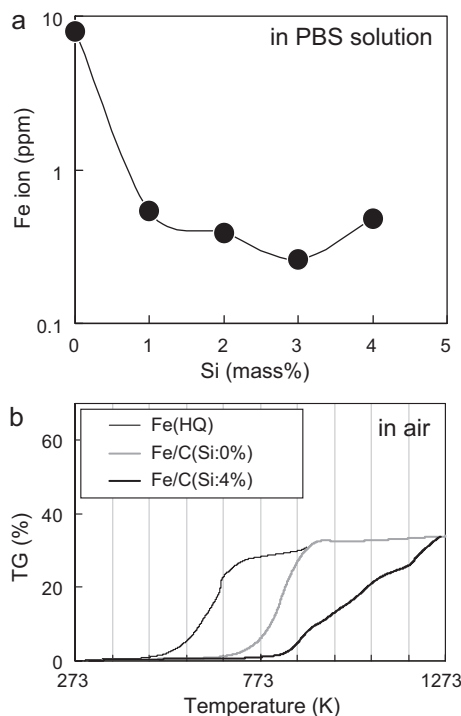 a
in PBS solution
10
1
0.1
Fe ion (ppm)
0 1 2 3 4 5
Si (mass%)
b
in air
Fe(HQ)
Fe/C(Si:0%)
Fe/C(Si:4%)
60
40
20
0
TG (%)
273 773 1273
Temperature (K)